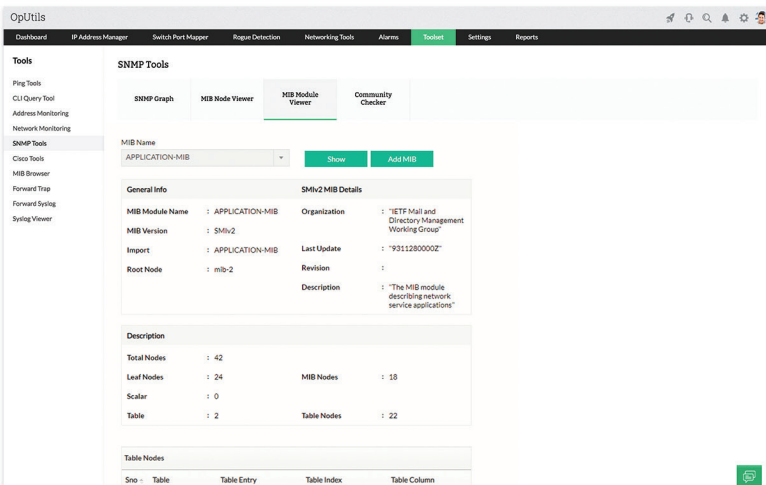 OpUtils
Dashboard IP Address Manager Switch Port Mapper Rogue Detection Networking Tools Alarms Toolset Settings Reports
Tools
Ping Tools
CLI Query Tool
Address Monitoring
Network Monitoring
SNMP Tools
Cisco Tools
MIB Browser
Forward Trap
Forward Syslog
Syslog Viewer
SNMP Tools
SNMP Graph
MIB Node Viewer
MIB Module
Viewer
Community
Checker
MIB Name
APPLICATION-MIB
Show
Add MIB
General Info
MIB Module Name : APPLICATION-MIB
MIB Version : SMIv2
Import : APPLICATION-MIB
Root Node : mib-2
SMIv2 MIB Details
Organization : "IETF Mail and
Directory Management
Working Group"
Last Update : "9311280000Z"
Revision :
Description : "The MIB module
describing network
service applications"
Description
Total Nodes : 42
Leaf Nodes : 24 MIB Nodes : 18
Scalar : 0
Table : 2 Table Nodes : 22
Table Nodes
Sno Table Table Entry Table Index Table Column